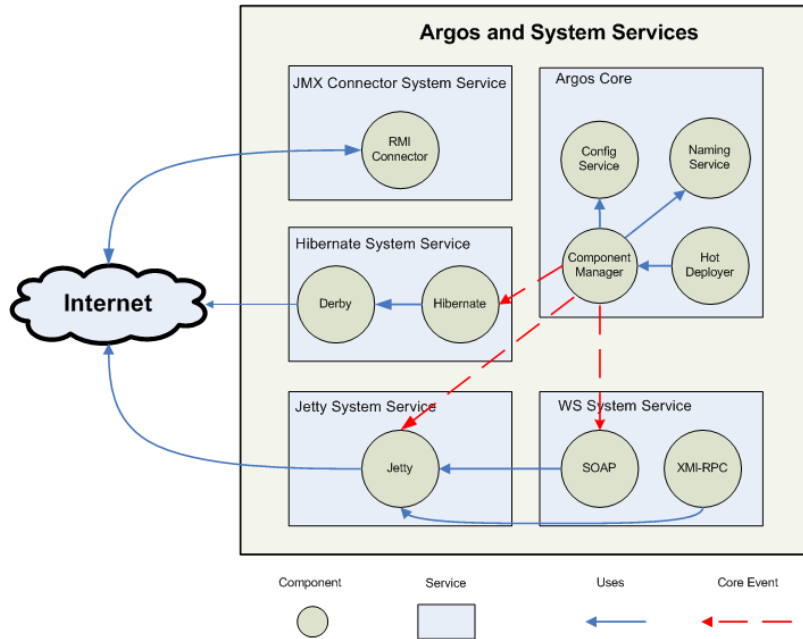 Argos and System Services
JMX Connector System Service
RMI
Connector
Argos Core
Config
Service
Naming
Service
Component
Manager
Hot
Deployer
Hibernate System Service
Derby
Hibernate
Internet
Jetty System Service
Jetty
WS System Service
SOAP
XMI-RPC
Component
Service
Uses
Core Event